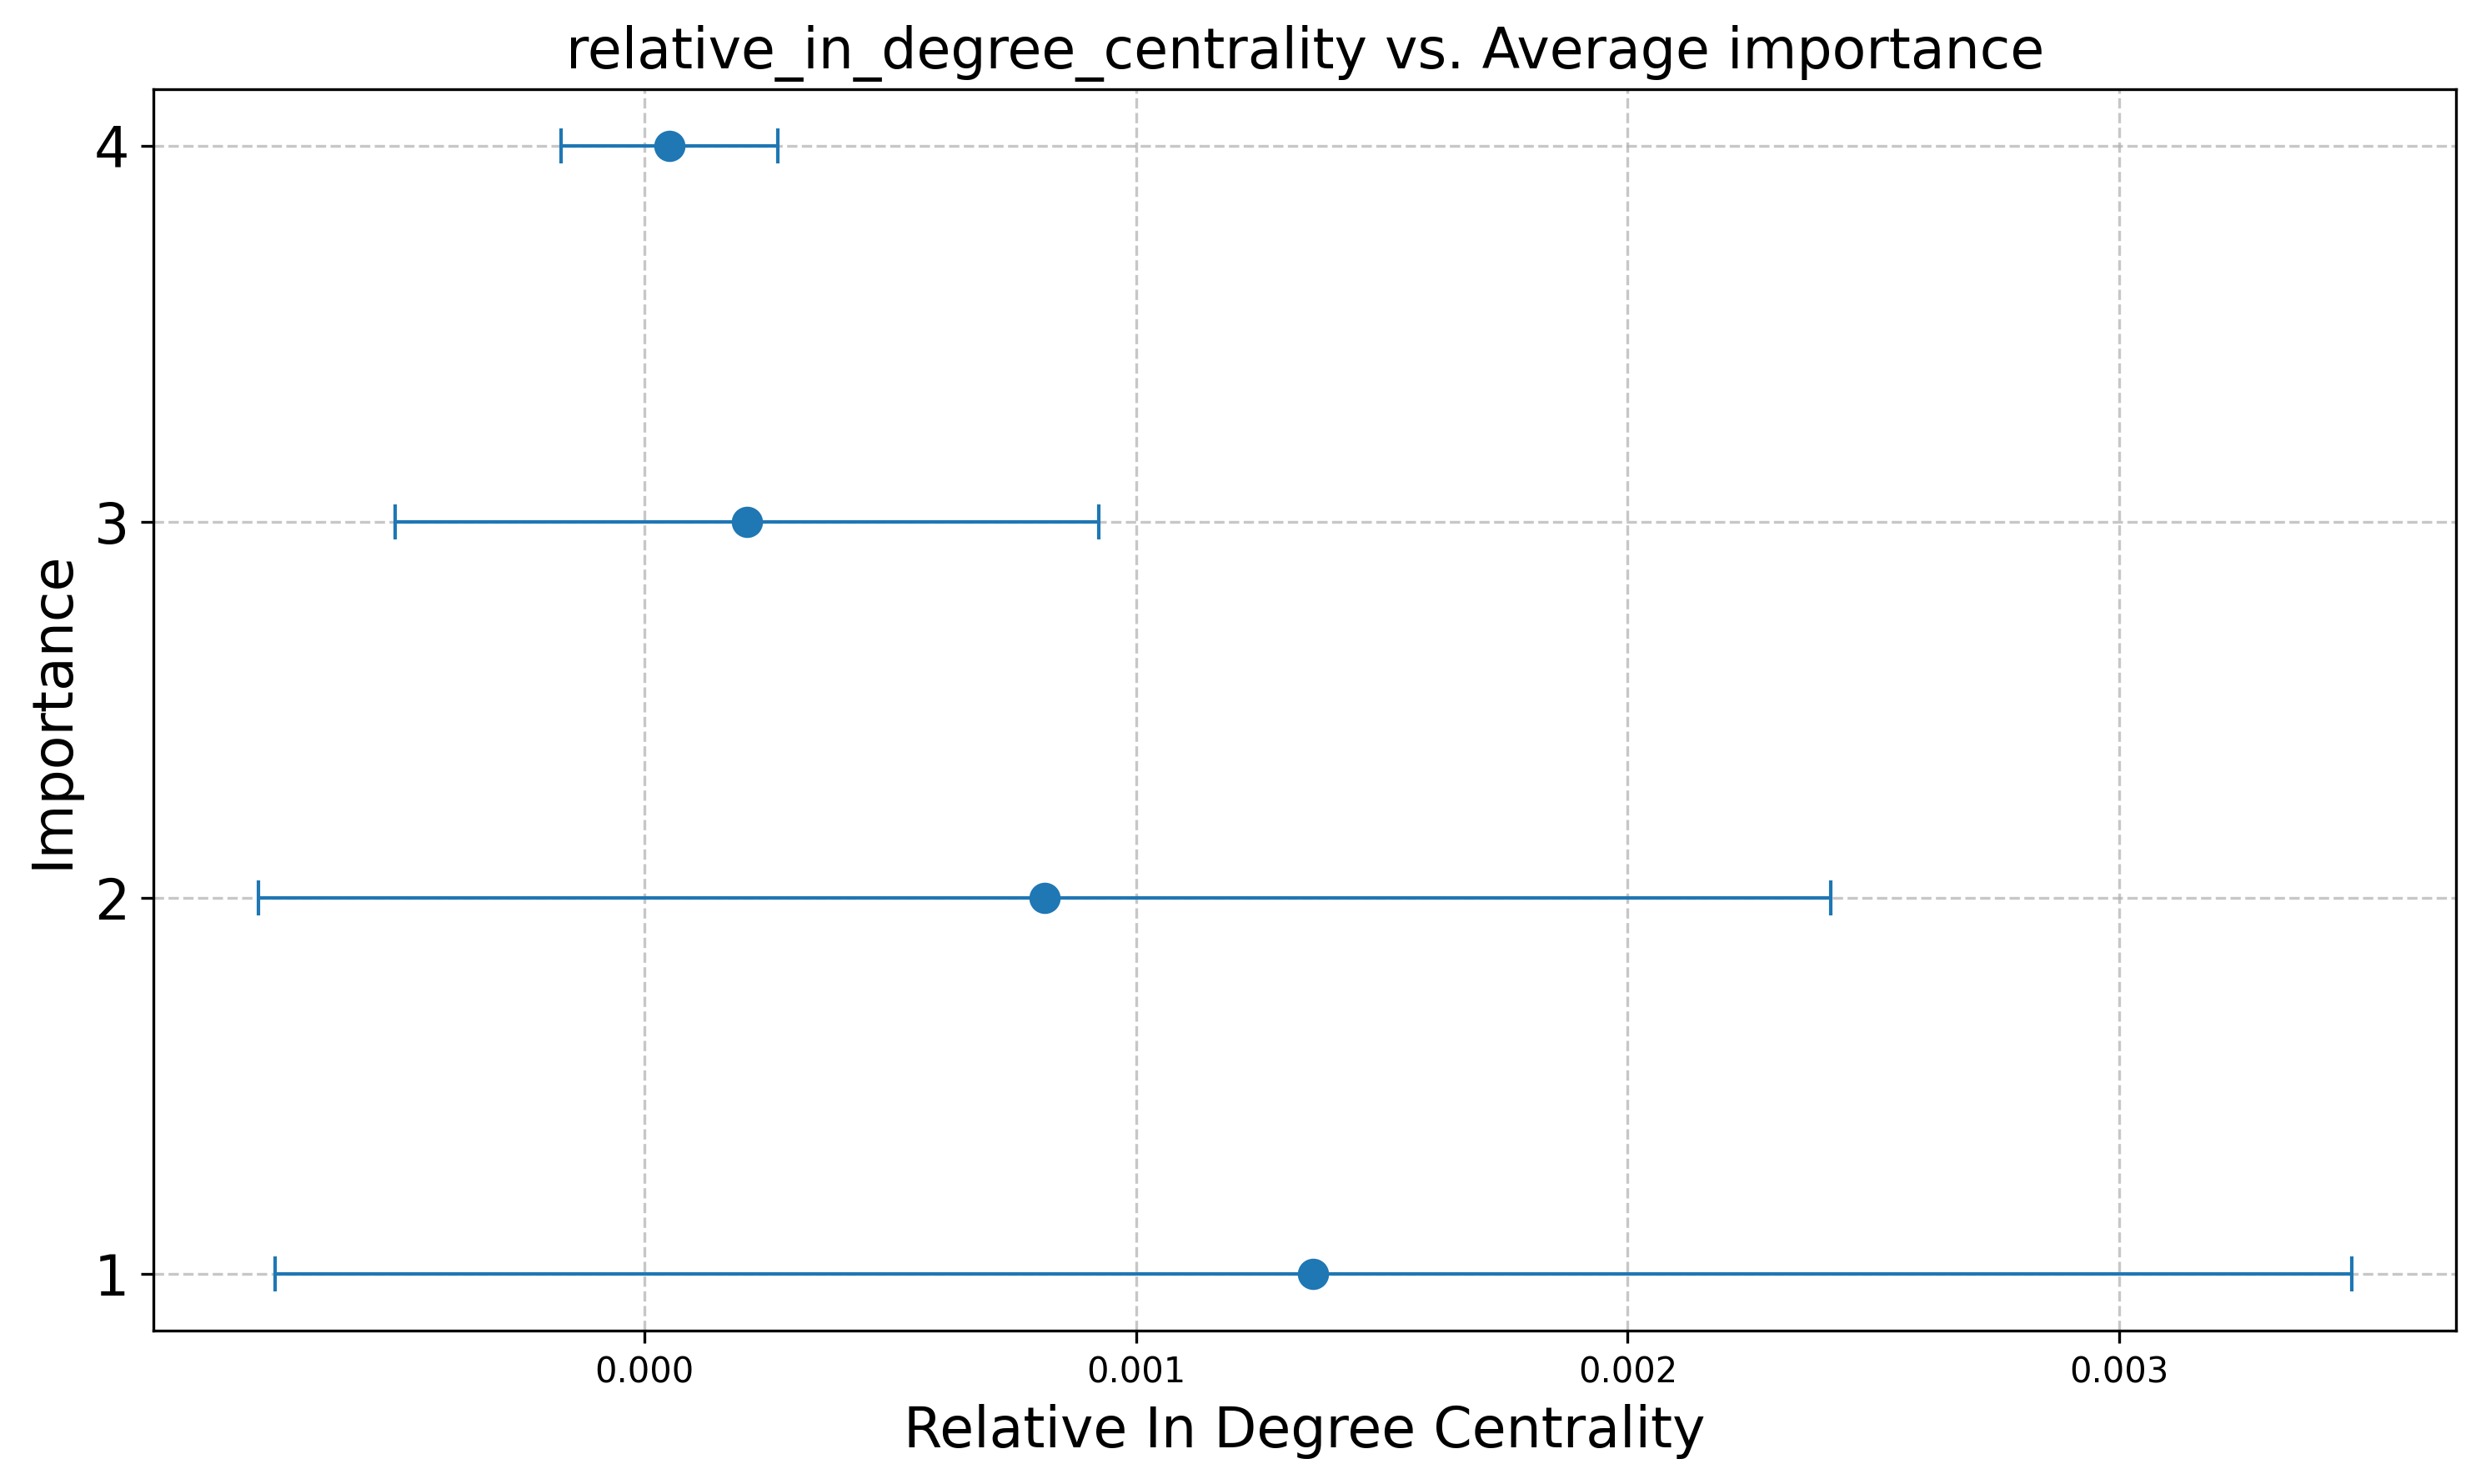 relative_in_degree_centrality vs. Average importance
4
3
2
1
Importance
0.000 0.001 0.002 0.003
Relative In Degree Centrality